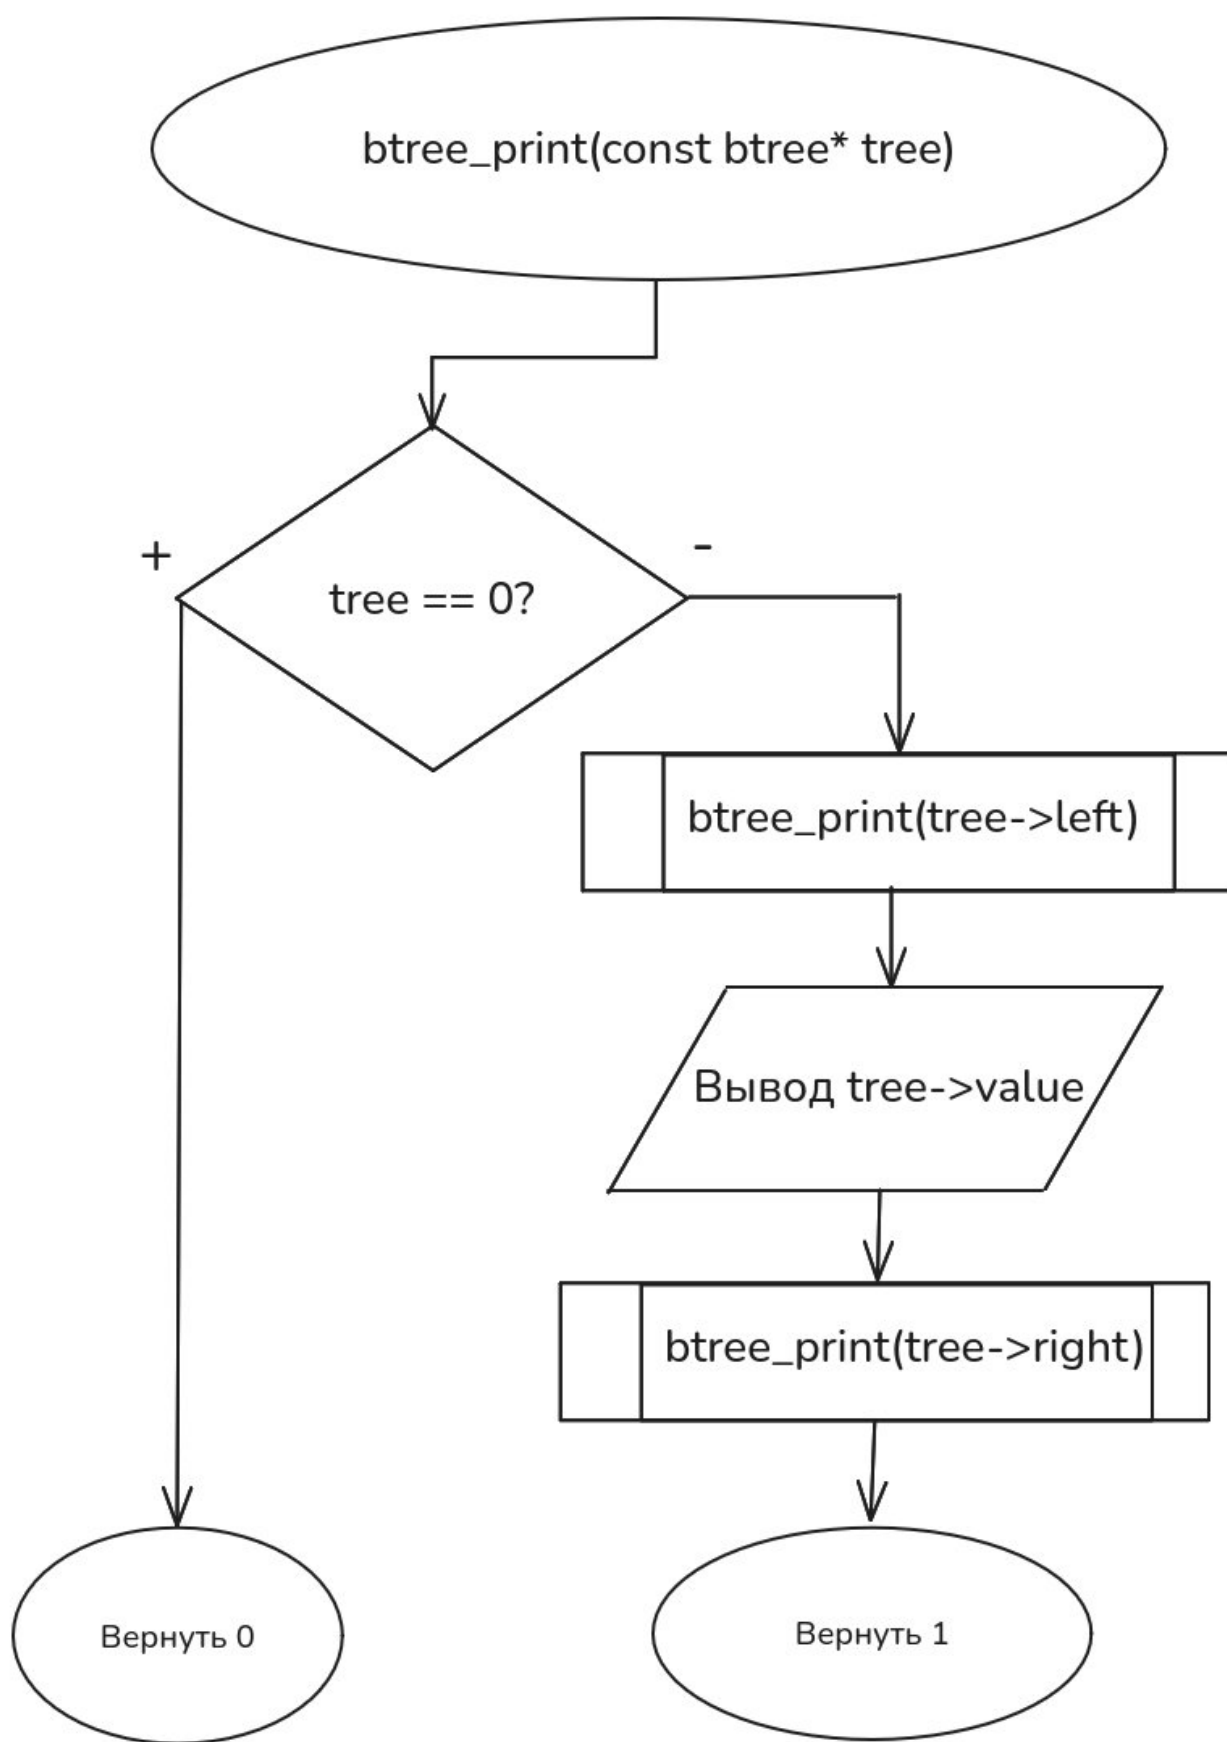 btree_print(const btree* tree)
+
-
tree == 0?
btree_print(tree->left)
Вывод tree->value
btree_print(tree->right)
Вернуть 0
Вернуть 1